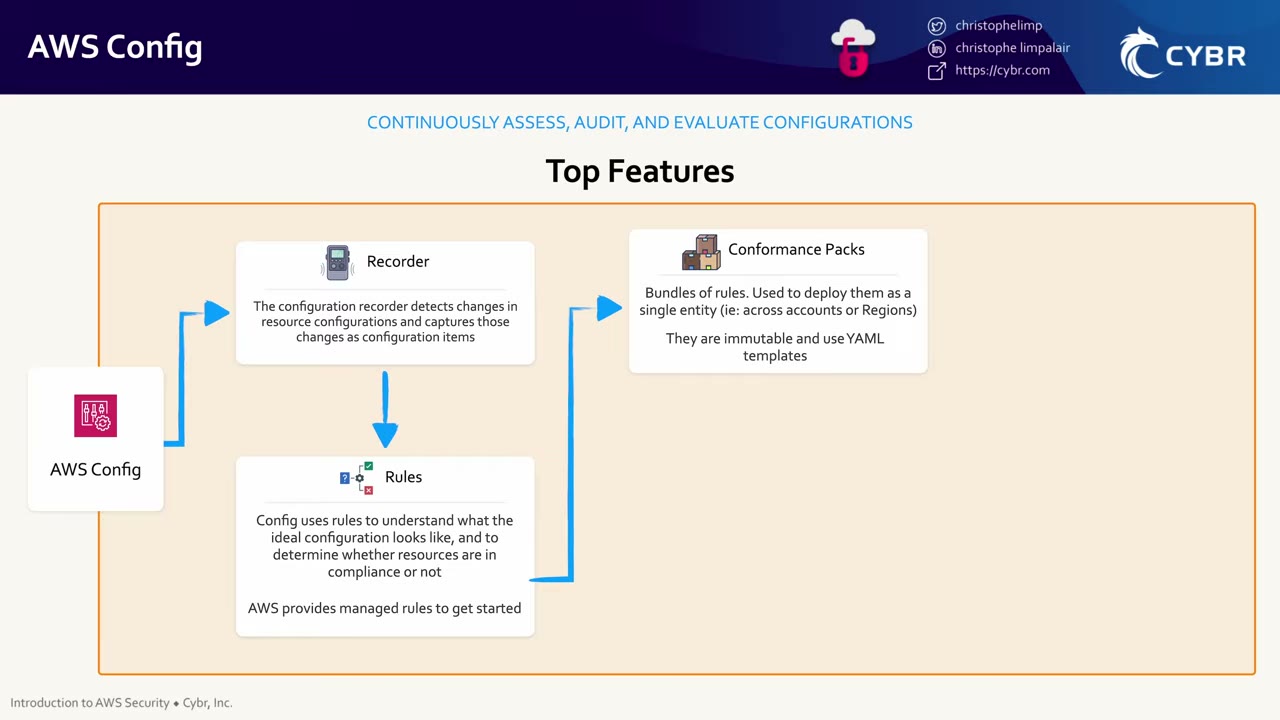 AWS Config
christophelimp
christophe limpalair
https://cybr.com
CYBR
CONTINUOUSLY ASSESS, AUDIT, AND EVALUATE CONFIGURATIONS
Top Features
AWS Config
Recorder
The configuration recorder detects changes in
resource configurations and captures those
changes as configuration items
Rules
Config uses rules to understand what the
ideal configuration looks like, and to
determine whether resources are in
compliance or not
AWS provides managed rules to get started
Conformance Packs
Bundles of rules. Used to deploy them as a
single entity (ie: across accounts or Regions)
They are immutable and use YAML
templates
Introduction to AWS Security ⬥ Cybr, Inc.